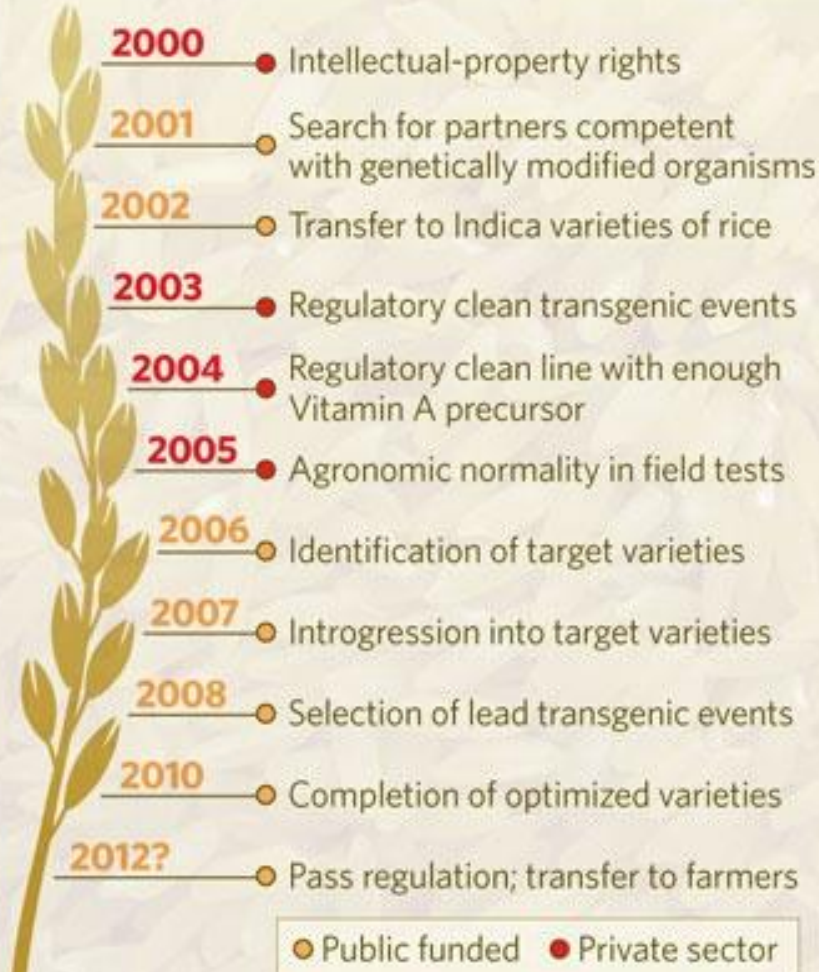 2000
Intellectual-property rights
2001
Search for partners competent
with genetically modified organisms
2002
Transfer to Indica varieties of rice
2003
Regulatory clean transgenic events
2004
Regulatory clean line with enough
Vitamin A precursor
2005
Agronomic normality in field tests
2006
Identification of target varieties
2007
Introgression into target varieties
2008
Selection of lead transgenic events
2010
Completion of optimized varieties
2012?
Pass regulation; transfer to farmers
Public funded Private sector